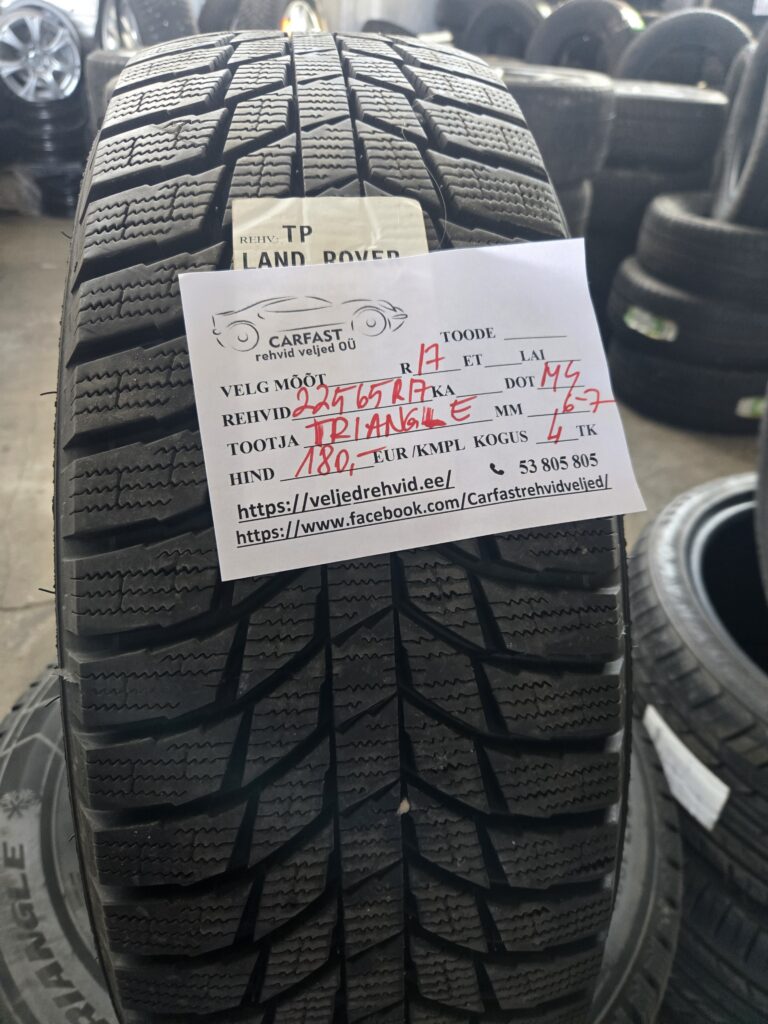 REHV: TP
LAND ROVER
CARFAST
rehvid veljed OÜ
TOODE
VELG MÕÕT R 17 ET LAI
REHVID 225 65 R17 KA DOT MS
TOOTJA TRIANGLE MM 6-7
HIND 180,- EUR /KMPL KOGUS 4 TK
53 805 805
https://veljedrehvid.ee/
https://www.facebook.com/Carfastrehvidveljed/
TRIANGLE